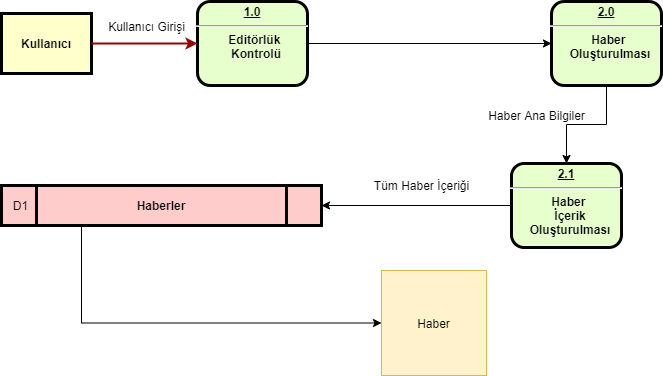 Kullanıcı
Kullanıcı Girişi
1.0
Editörlük
Kontrolü
2.0
Haber
Oluşturulması
Haber Ana Bilgiler
2.1
Haber
İçerik
Oluşturulması
Tüm Haber İçeriği
D1
Haberler
Haber